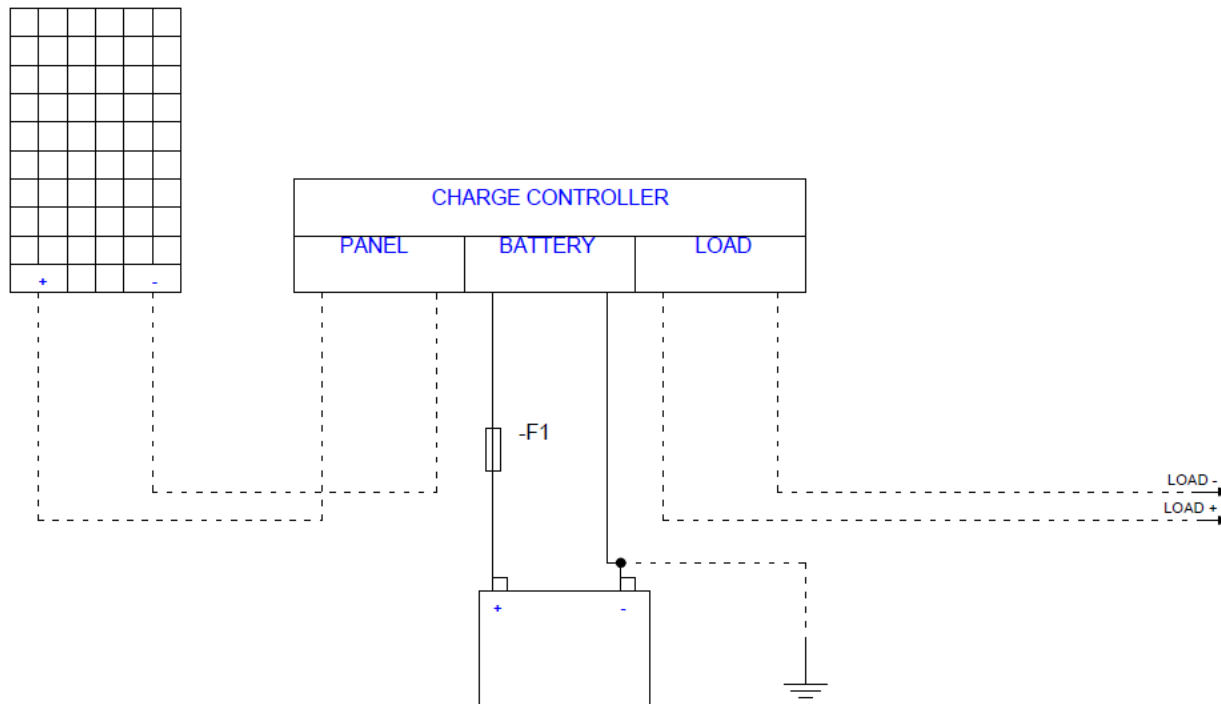 CHARGE CONTROLLER
PANEL BATTERY LOAD
+ -
-F1
LOAD -
LOAD +
+ -